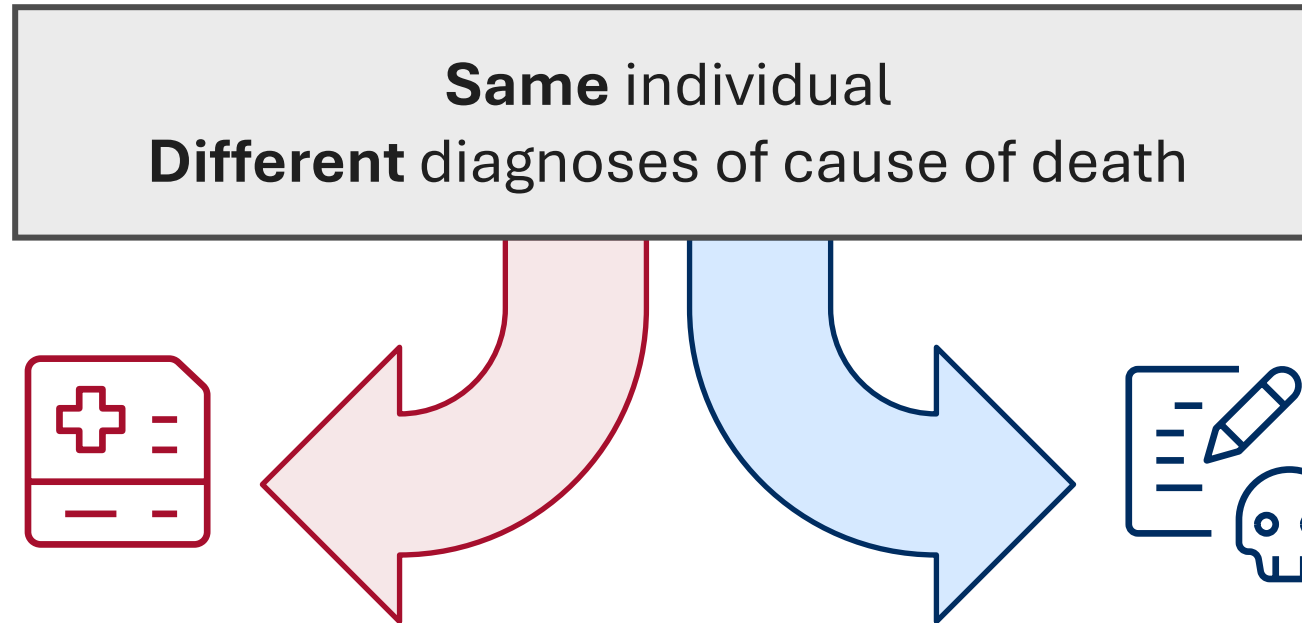 Same individual
Different diagnoses of cause of death